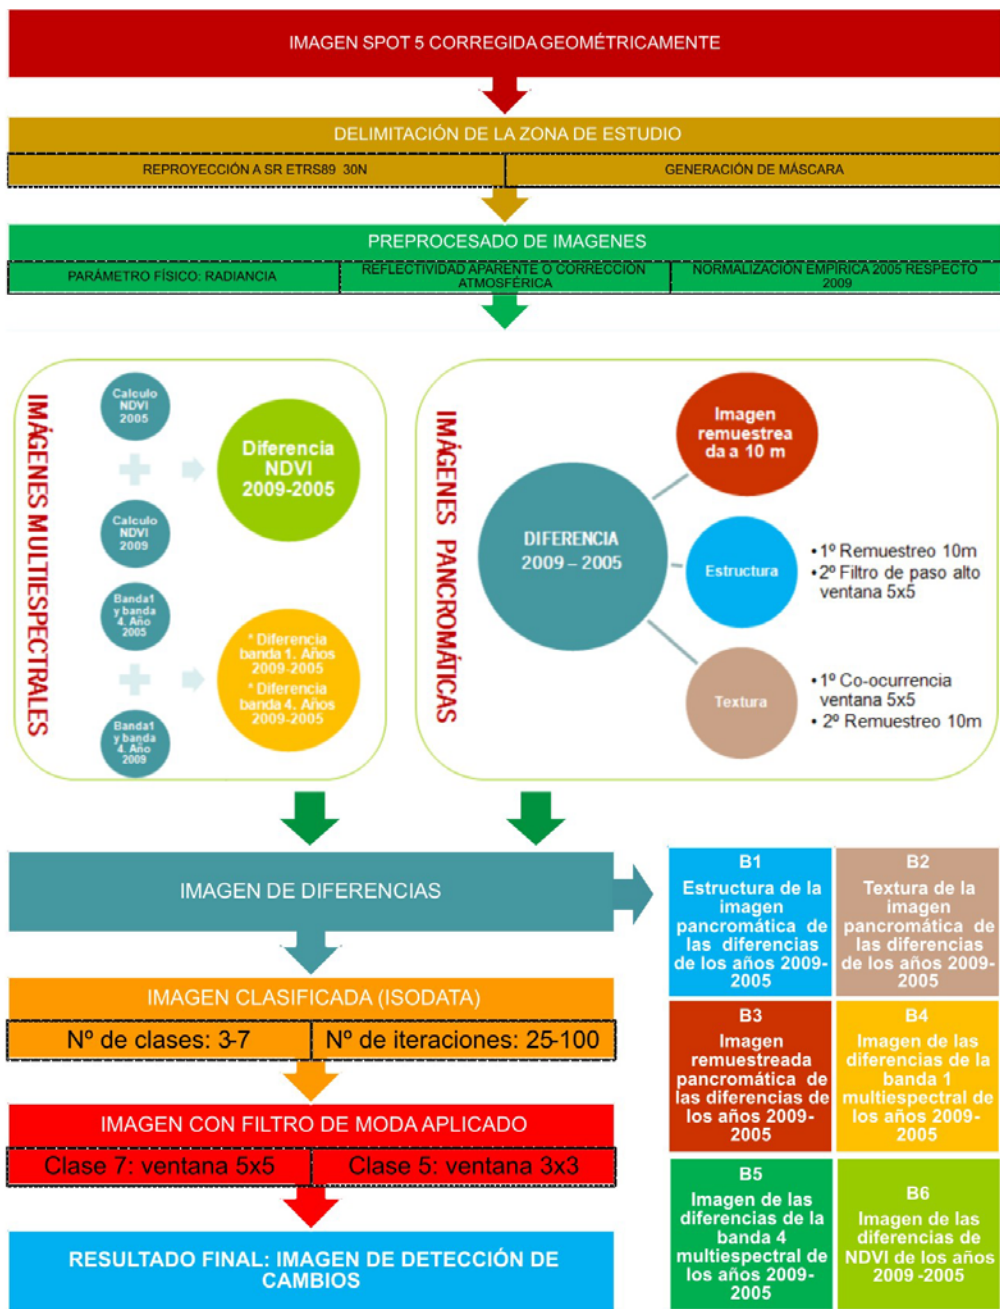 IMAGEN SPOT 5 CORREGIDA GEOMÉTRICAMENTE
DELIMITACIÓN DE LA ZONA DE ESTUDIO
REPROYECCIÓN A SR ETRS89 30N
GENERACIÓN DE MÁSCARA
PREPROCESADO DE IMAGENES
PARÁMETRO FÍSICO: RADIANCIA
REFLECTIVIDAD APARENTE O CORRECCIÓN
ATMOSFÉRICA
NORMALIZACIÓN EMPÍRICA 2005 RESPECTO
2009
IMÁGENES MULTIESPECTRALES
Calculo
NDVI
2005
Calculo
NDVI
2009
Diferencia
NDVI
2009-2005
Banda1
y banda
4. Año
2005
Banda1
y banda
4. Año
2009
* Diferencia
banda 1. Años
2009-2005
* Diferencia
banda 4. Años
2009-2005
IMÁGENES PANCROMÁTICAS
DIFERENCIA
2009 – 2005
Imagen
remuestrea
da a 10 m
Estructura
• 1º Remuestreo 10m
• 2º Filtro de paso alto
ventana 5x5
Textura
• 1º Co-ocurrencia
ventana 5x5
• 2º Remuestreo 10m
IMAGEN DE DIFERENCIAS
IMAGEN CLASIFICADA (ISODATA)
Nº de clases: 3-7
Nº de iteraciones: 25-100
IMAGEN CON FILTRO DE MODA APLICADO
Clase 7: ventana 5x5
Clase 5: ventana 3x3
RESULTADO FINAL: IMAGEN DE DETECCIÓN DE
CAMBIOS
B1
Estructura de la
imagen
pancromática de
las diferencias
de los años 2009-
2005
B2
Textura de la
imagen
pancromática de
las diferencias
de los años 2009-
2005
B3
Imagen
remuestreada
pancromática de
las diferencias de
los años 2009-
2005
B4
Imagen de las
diferencias de la
banda 1
multiespectral de
los años 2009-
2005
B5
Imagen de las
diferencias de la
banda 4
multiespectral de
los años 2009-
2005
B6
Imagen de las
diferencias de
NDVI de los años
2009 -2005